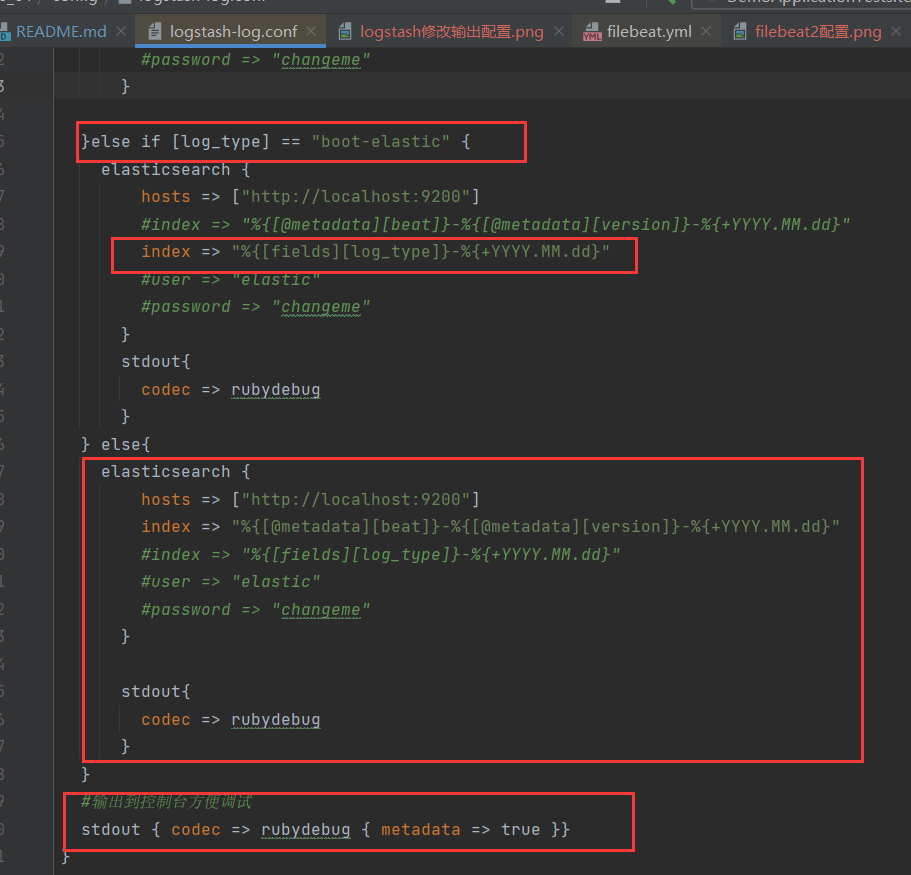 README.md
logstash-log.conf
logstash修改输出配置.png
filebeat.yml
filebeat2配置.png
#password => "changeme"
}
}else if [log_type] == "boot-elastic" {
elasticsearch {
hosts => ["http://localhost:9200"]
#index => "%{[@metadata][beat]}-%{[@metadata][version]}-%{+YYYY.MM.dd}"
index => "%{[fields][log_type]}-%{+YYYY.MM.dd}"
#user => "elastic"
#password => "changeme"
}
stdout{
codec => rubydebug
}
} else{
elasticsearch {
hosts => ["http://localhost:9200"]
index => "%{[@metadata][beat]}-%{[@metadata][version]}-%{+YYYY.MM.dd}"
#index => "%{[fields][log_type]}-%{+YYYY.MM.dd}"
#user => "elastic"
#password => "changeme"
}
stdout{
codec => rubydebug
}
}
#输出到控制台方便调试
stdout { codec => rubydebug { metadata => true }}
}